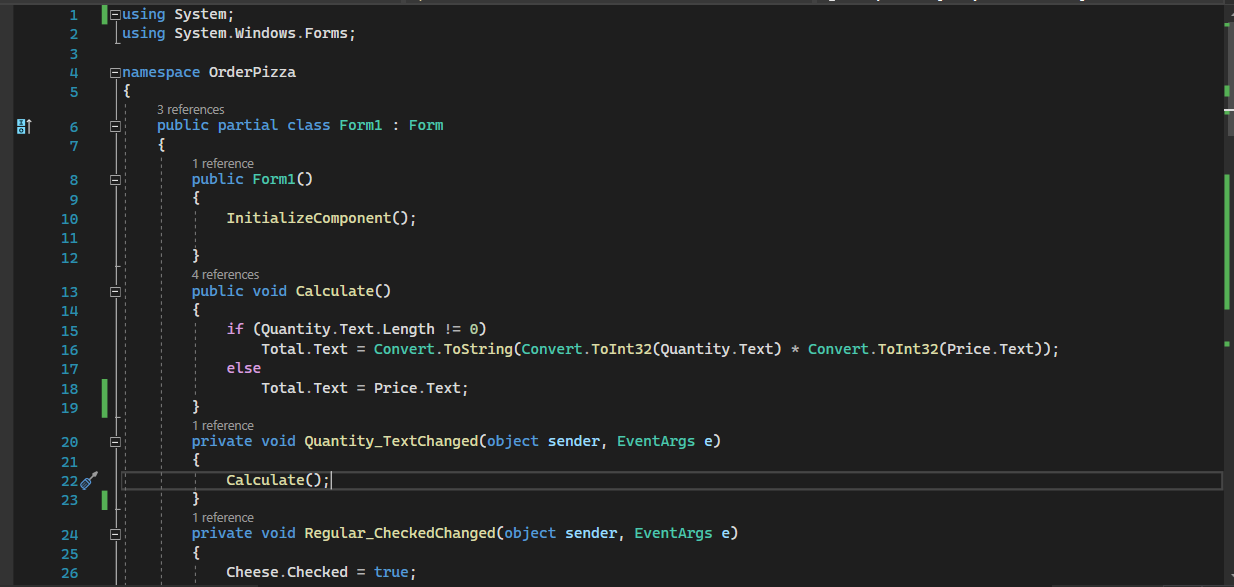 1 using System;
2 using System.Windows.Forms;
3
4 namespace OrderPizza
5 {
3 references
6 public partial class Form1 : Form
7 {
1 reference
8 public Form1()
9 {
10 InitializeComponent();
11
12 }
4 references
13 public void Calculate()
14 {
15 if (Quantity.Text.Length != 0)
16 Total.Text = Convert.ToString(Convert.ToInt32(Quantity.Text) * Convert.ToInt32(Price.Text));
17 else
18 Total.Text = Price.Text;
19 }
1 reference
20 private void Quantity_TextChanged(object sender, EventArgs e)
21 {
22 Calculate();
23 }
1 reference
24 private void Regular_CheckedChanged(object sender, EventArgs e)
25 {
26 Cheese.Checked = true;